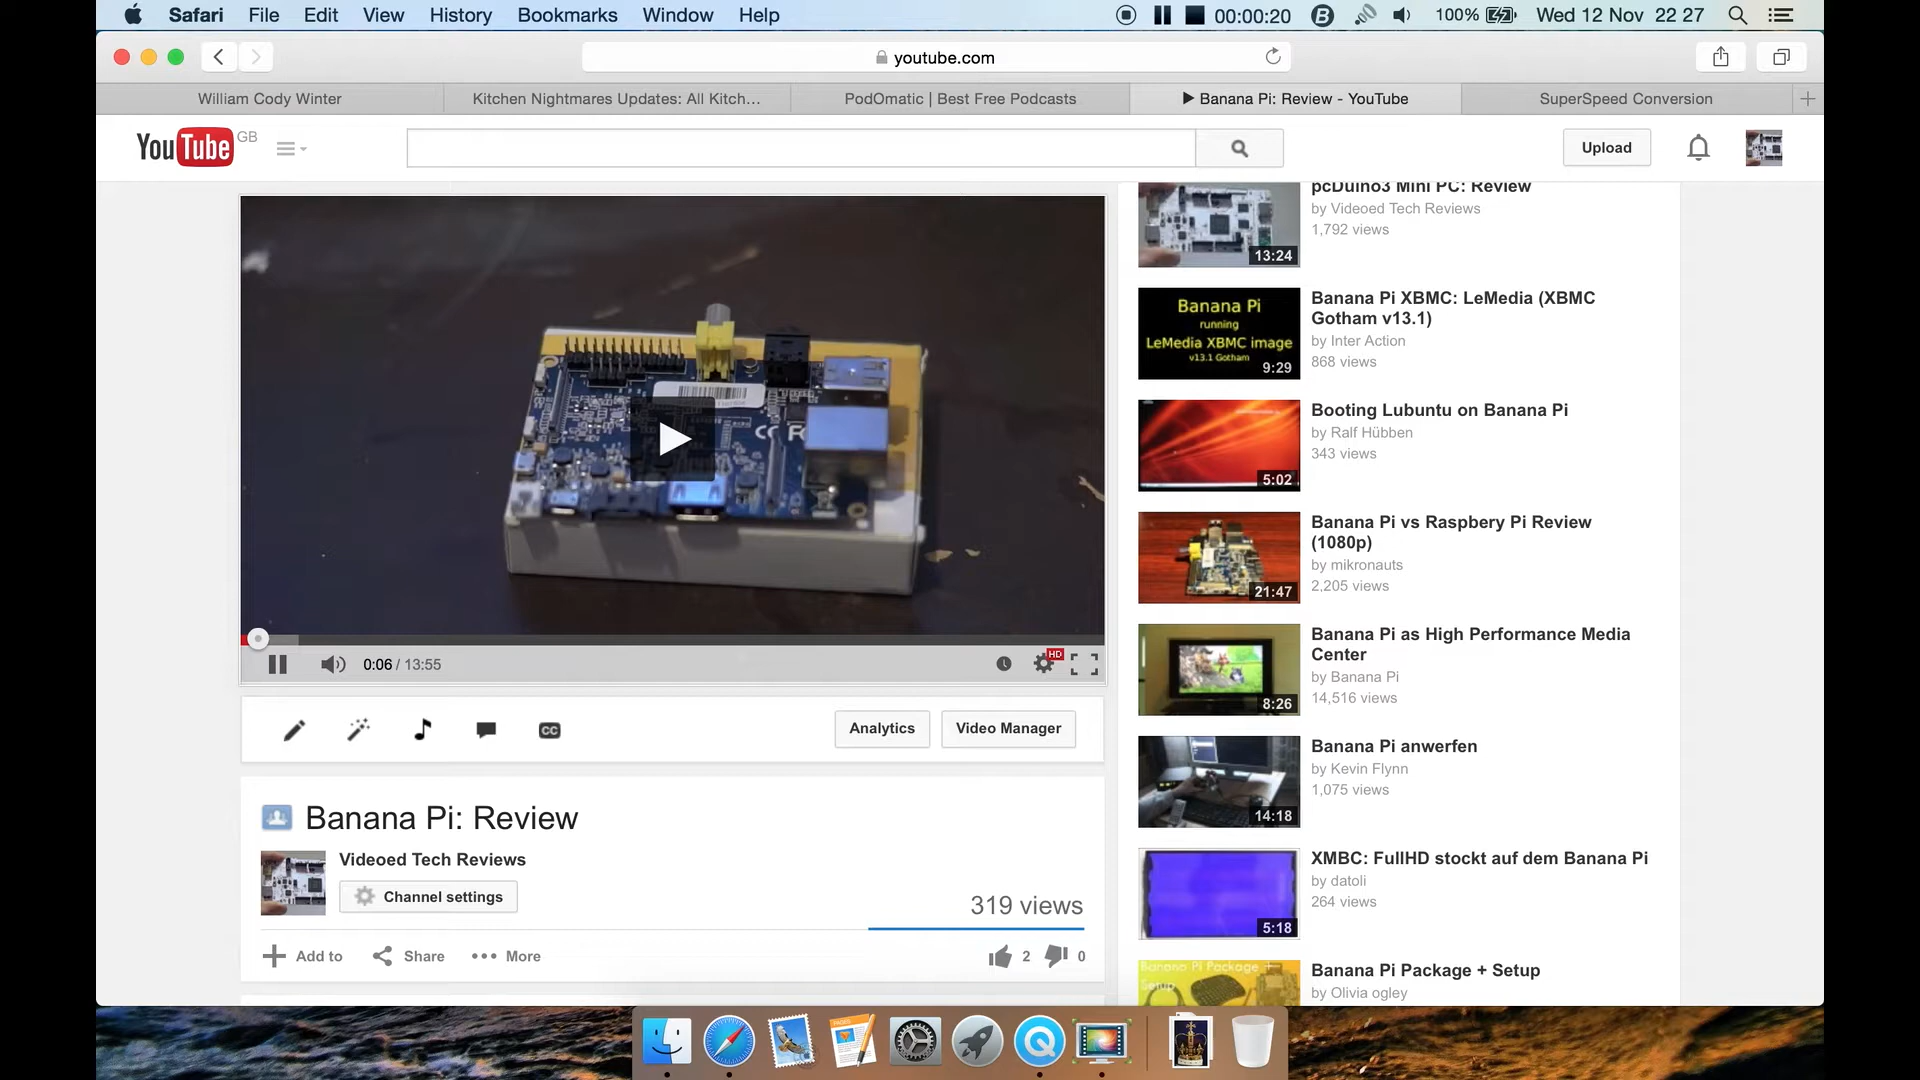 Safari File Edit View History Bookmarks Window Help 00:00:20 100% Wed 12 Nov 22 27
youtube.com
William Cody Winter Kitchen Nightmares Updates: All Kitch… PodOmatic | Best Free Podcasts Banana Pi: Review - YouTube SuperSpeed Conversion
YouTube GB Upload
0:06 / 13:55 HD
CC Analytics Video Manager
Banana Pi: Review
Videoed Tech Reviews
Channel settings
319 views
Add to Share More 2 0
pcDuino3 Mini PC: Review
by Videoed Tech Reviews
1,792 views
13:24
Banana Pi
running
LeMedia XBMC image
v13.1 Gotham
9:29
Banana Pi XBMC: LeMedia (XBMC
Gotham v13.1)
by Inter Action
868 views
Booting Lubuntu on Banana Pi
by Ralf Hübben
343 views
5:02
Banana Pi vs Raspbery Pi Review
(1080p)
by mikronauts
2,205 views
21:47
Banana Pi as High Performance Media
Center
by Banana Pi
14,516 views
8:26
Banana Pi anwerfen
by Kevin Flynn
1,075 views
14:18
XMBC: FullHD stockt auf dem Banana Pi
by datoli
264 views
5:18
Banana Pi Package +
Setup
Banana Pi Package + Setup
by Olivia ogley
PAGES